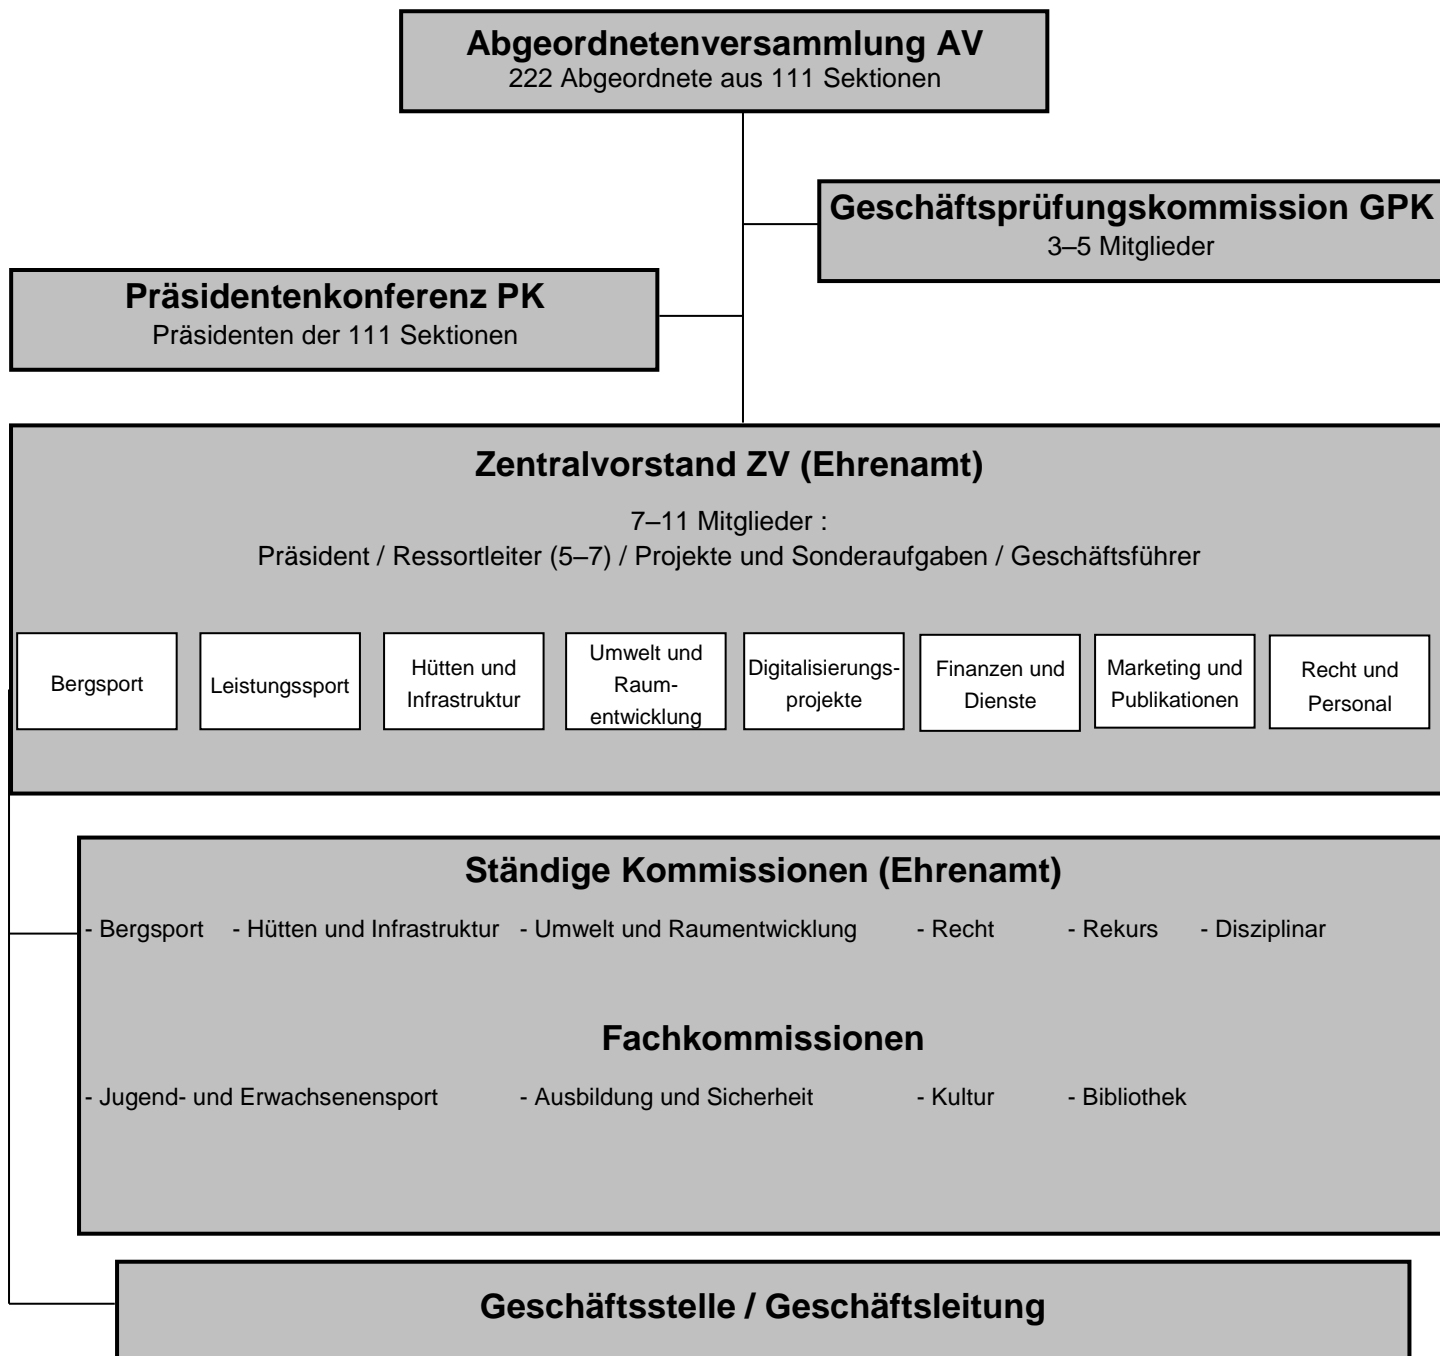 Abgeordnetenversammlung AV
222 Abgeordnete aus 111 Sektionen
Geschäftsprüfungskommission GPK
3–5 Mitglieder
Präsidentenkonferenz PK
Präsidenten der 111 Sektionen
Zentralvorstand ZV (Ehrenamt)
7–11 Mitglieder :
Präsident / Ressortleiter (5–7) / Projekte und Sonderaufgaben / Geschäftsführer
Bergsport
Leistungssport
Hütten und
Infrastruktur
Umwelt und
Raum-
entwicklung
Digitalisierungs-
projekte
Finanzen und
Dienste
Marketing und
Publikationen
Recht und
Personal
Ständige Kommissionen (Ehrenamt)
- Bergsport - Hütten und Infrastruktur - Umwelt und Raumentwicklung - Recht - Rekurs - Disziplinar
Fachkommissionen
- Jugend- und Erwachsenensport - Ausbildung und Sicherheit - Kultur - Bibliothek
Geschäftsstelle / Geschäftsleitung